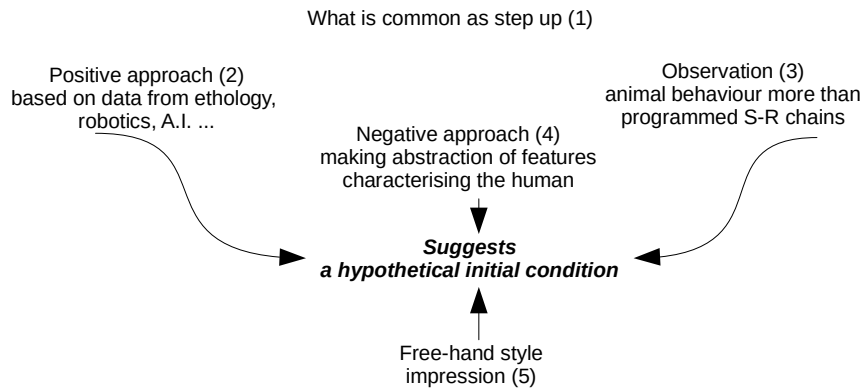 What is common as step up (1)
Positive approach (2)
based on data from ethology,
robotics, A.I. ...
Observation (3)
animal behaviour more than
programmed S-R chains
Negative approach (4)
making abstraction of features
characterising the human
Suggests
a hypothetical initial condition
Free-hand style
impression (5)